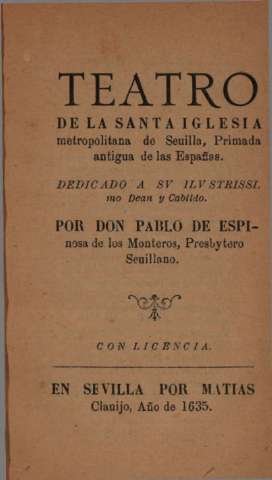 TEATRO
DE LA SANTA IGLESIA
metropolitana de Seuilla, Primada
antigua de las Españas.
DEDICADO A SV ILVSTRISSI.
mo Dean y Cabildo.
POR DON PABLO DE ESPI-
nosa de los Monteros, Presbytero
Seuillano.
CON LICENCIA.
EN SEVILLA POR MATIAS
Clauijo, Año de 1635.